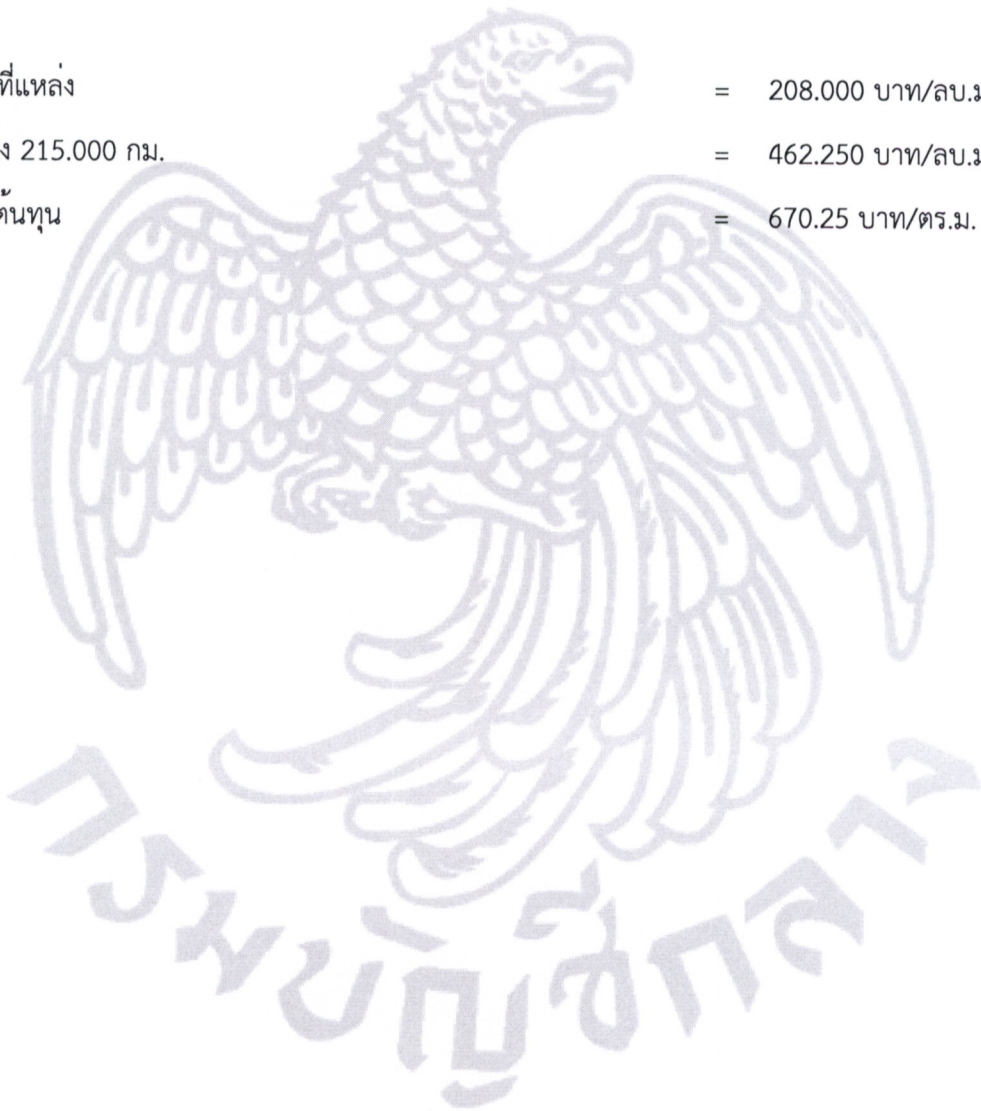 ที่แหล่ง = 208.000 บาท/ลบ.ม
ง 215.000 กม. = 462.250 บาท/ลบ.ม
ต้นทุน = 670.25 บาท/ตร.ม.
กรมบัญชีกลาง